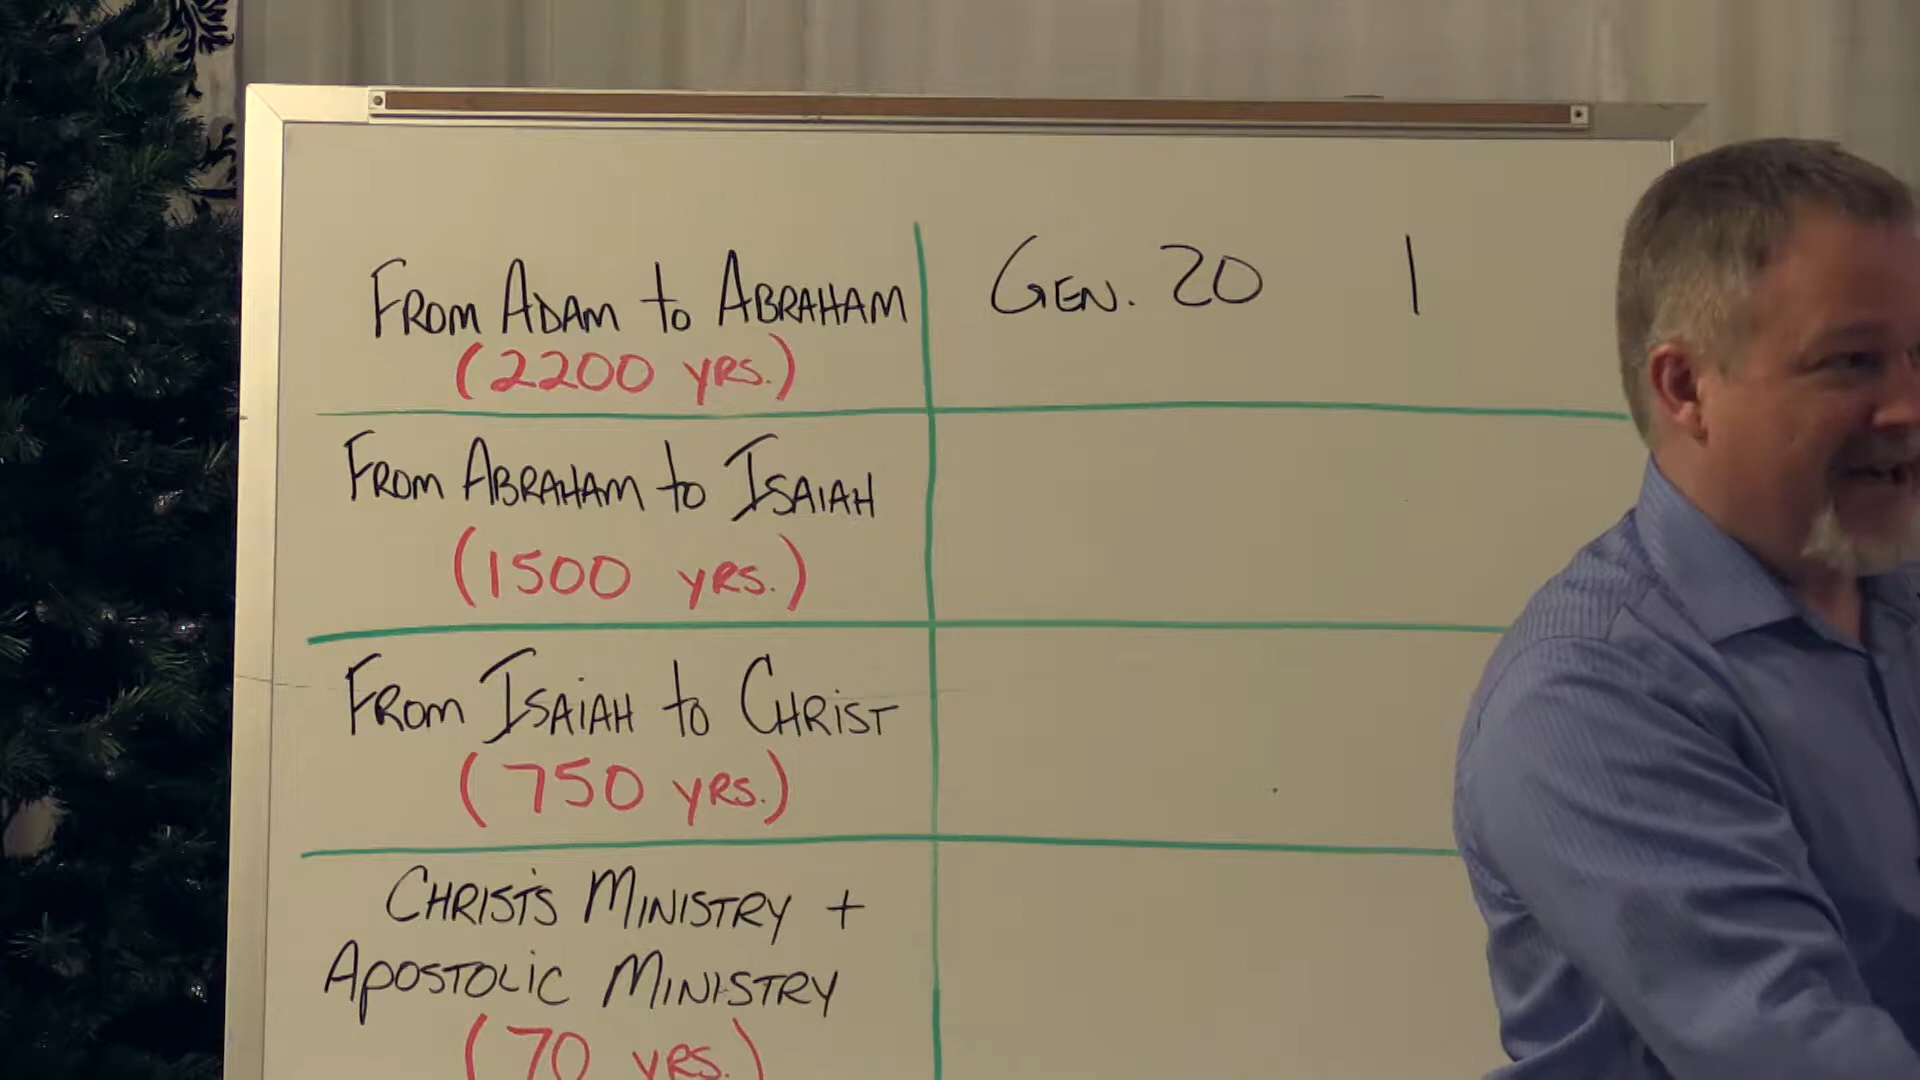 FROM ADAM to ABRAHAM
(2200 YRS.)
GEN. 20 1
FROM ABRAHAM to ISAIAH
(1500 YRS.)
FROM ISAIAH to CHRIST
(750 YRS.)
CHRIST'S MINISTRY +
APOSTOLIC MINISTRY
(70 YRS.)